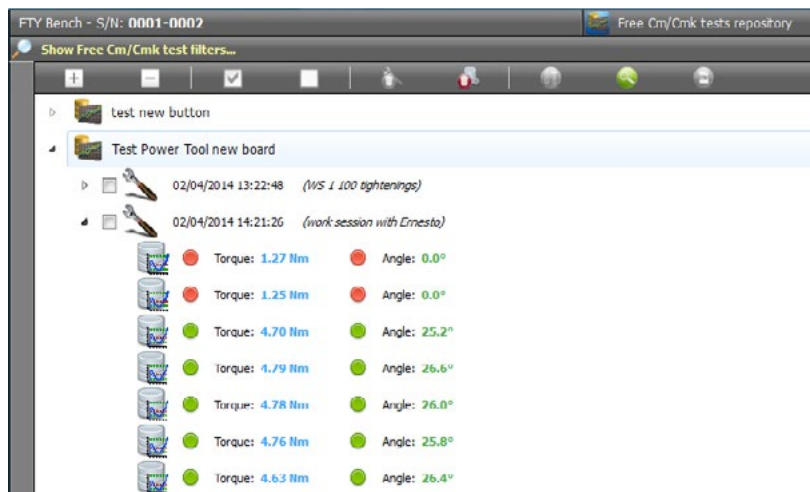 FTY Bench - S/N: 0001-0002 Free Cm/Cmk tests repository
Show Free Cm/Cmk test filters...
test new button
Test Power Tool new board
02/04/2014 13:22:48 (WS 1 100 tightenings)
02/04/2014 14:21:26 (work session with Ernesto)
Torque: 1.27 Nm Angle: 0.0°
Torque: 1.25 Nm Angle: 0.0°
Torque: 4.70 Nm Angle: 25.2°
Torque: 4.79 Nm Angle: 26.6°
Torque: 4.78 Nm Angle: 26.0°
Torque: 4.76 Nm Angle: 25.8°
Torque: 4.63 Nm Angle: 26.4°